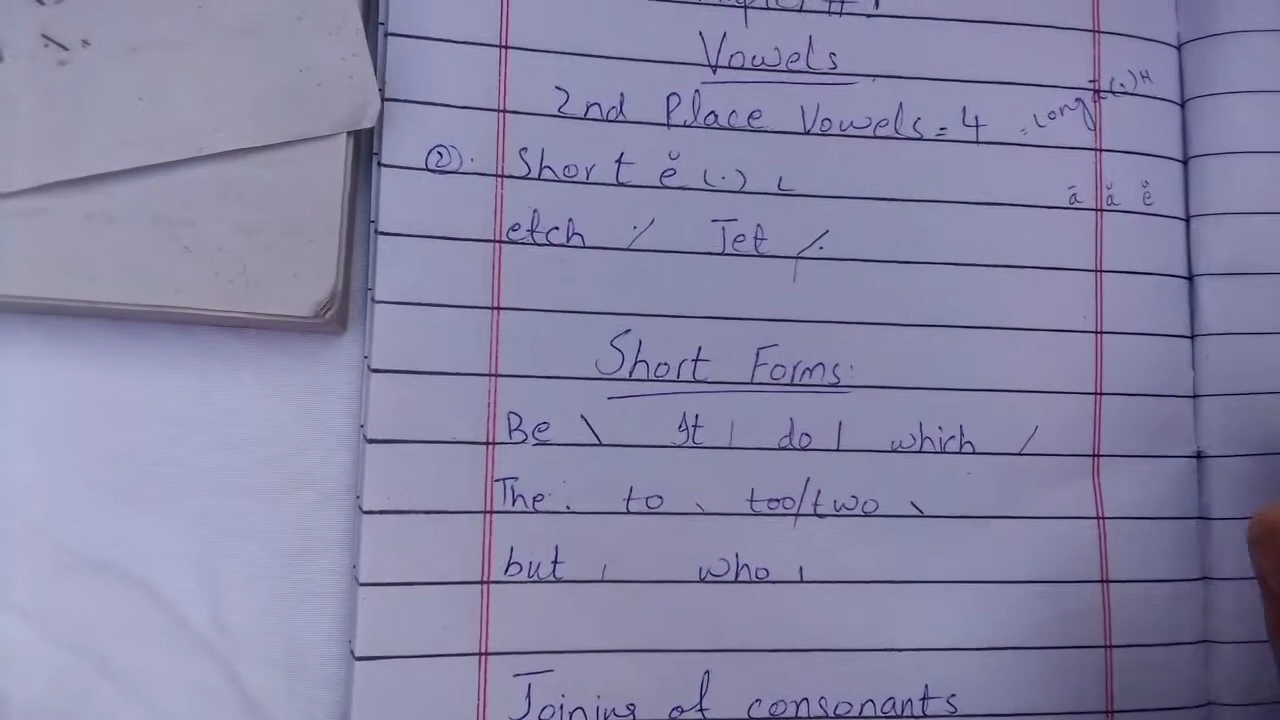 Vowels
2nd Place Vowels = 4 = Long
②. Short ĕ (.)
ā ă ĕ
etch Jet
Short Forms:
Be \ It | do | which /
The . to \ too/two \
but , who ,
Joining of consonants